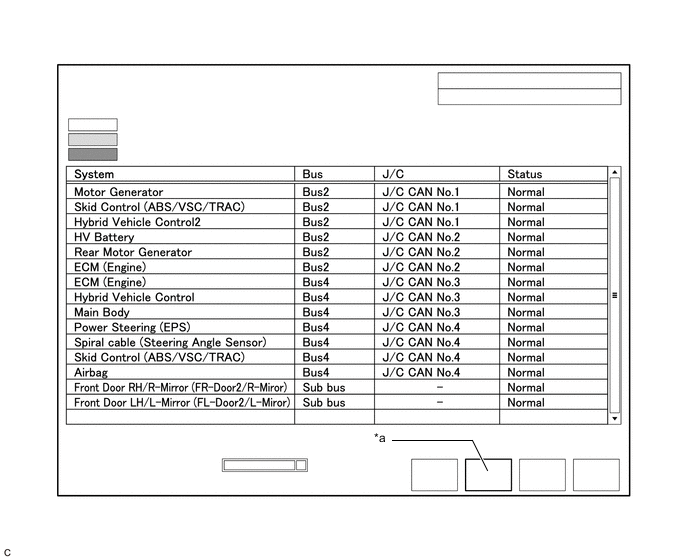 System Bus J/C Status
Motor Generator Bus2 J/C CAN No.1 Normal
Skid Control (ABS/VSC/TRAC) Bus2 J/C CAN No.1 Normal
Hybrid Vehicle Control2 Bus2 J/C CAN No.1 Normal
HV Battery Bus2 J/C CAN No.2 Normal
Rear Motor Generator Bus2 J/C CAN No.2 Normal
ECM (Engine) Bus2 J/C CAN No.2 Normal
ECM (Engine) Bus4 J/C CAN No.3 Normal
Hybrid Vehicle Control Bus4 J/C CAN No.3 Normal
Main Body Bus4 J/C CAN No.3 Normal
Power Steering (EPS) Bus4 J/C CAN No.4 Normal
Spiral cable (Steering Angle Sensor) Bus4 J/C CAN No.4 Normal
Skid Control (ABS/VSC/TRAC) Bus4 J/C CAN No.4 Normal
Airbag Bus4 J/C CAN No.4 Normal
Front Door RH/R-Mirror (FR-Door2/R-Miror) Sub bus – Normal
Front Door LH/L-Mirror (FL-Door2/L-Miror) Sub bus – Normal
*a
C